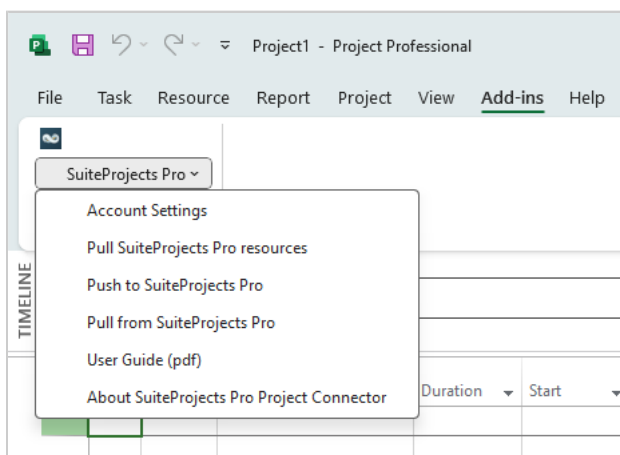 Project1 - Project Professional
File Task Resource Report Project View Add-ins Help
SuiteProjects Pro
Account Settings
Pull SuiteProjects Pro resources
Push to SuiteProjects Pro
Pull from SuiteProjects Pro
User Guide (pdf)
About SuiteProjects Pro Project Connector
TIMELINE
Duration Start